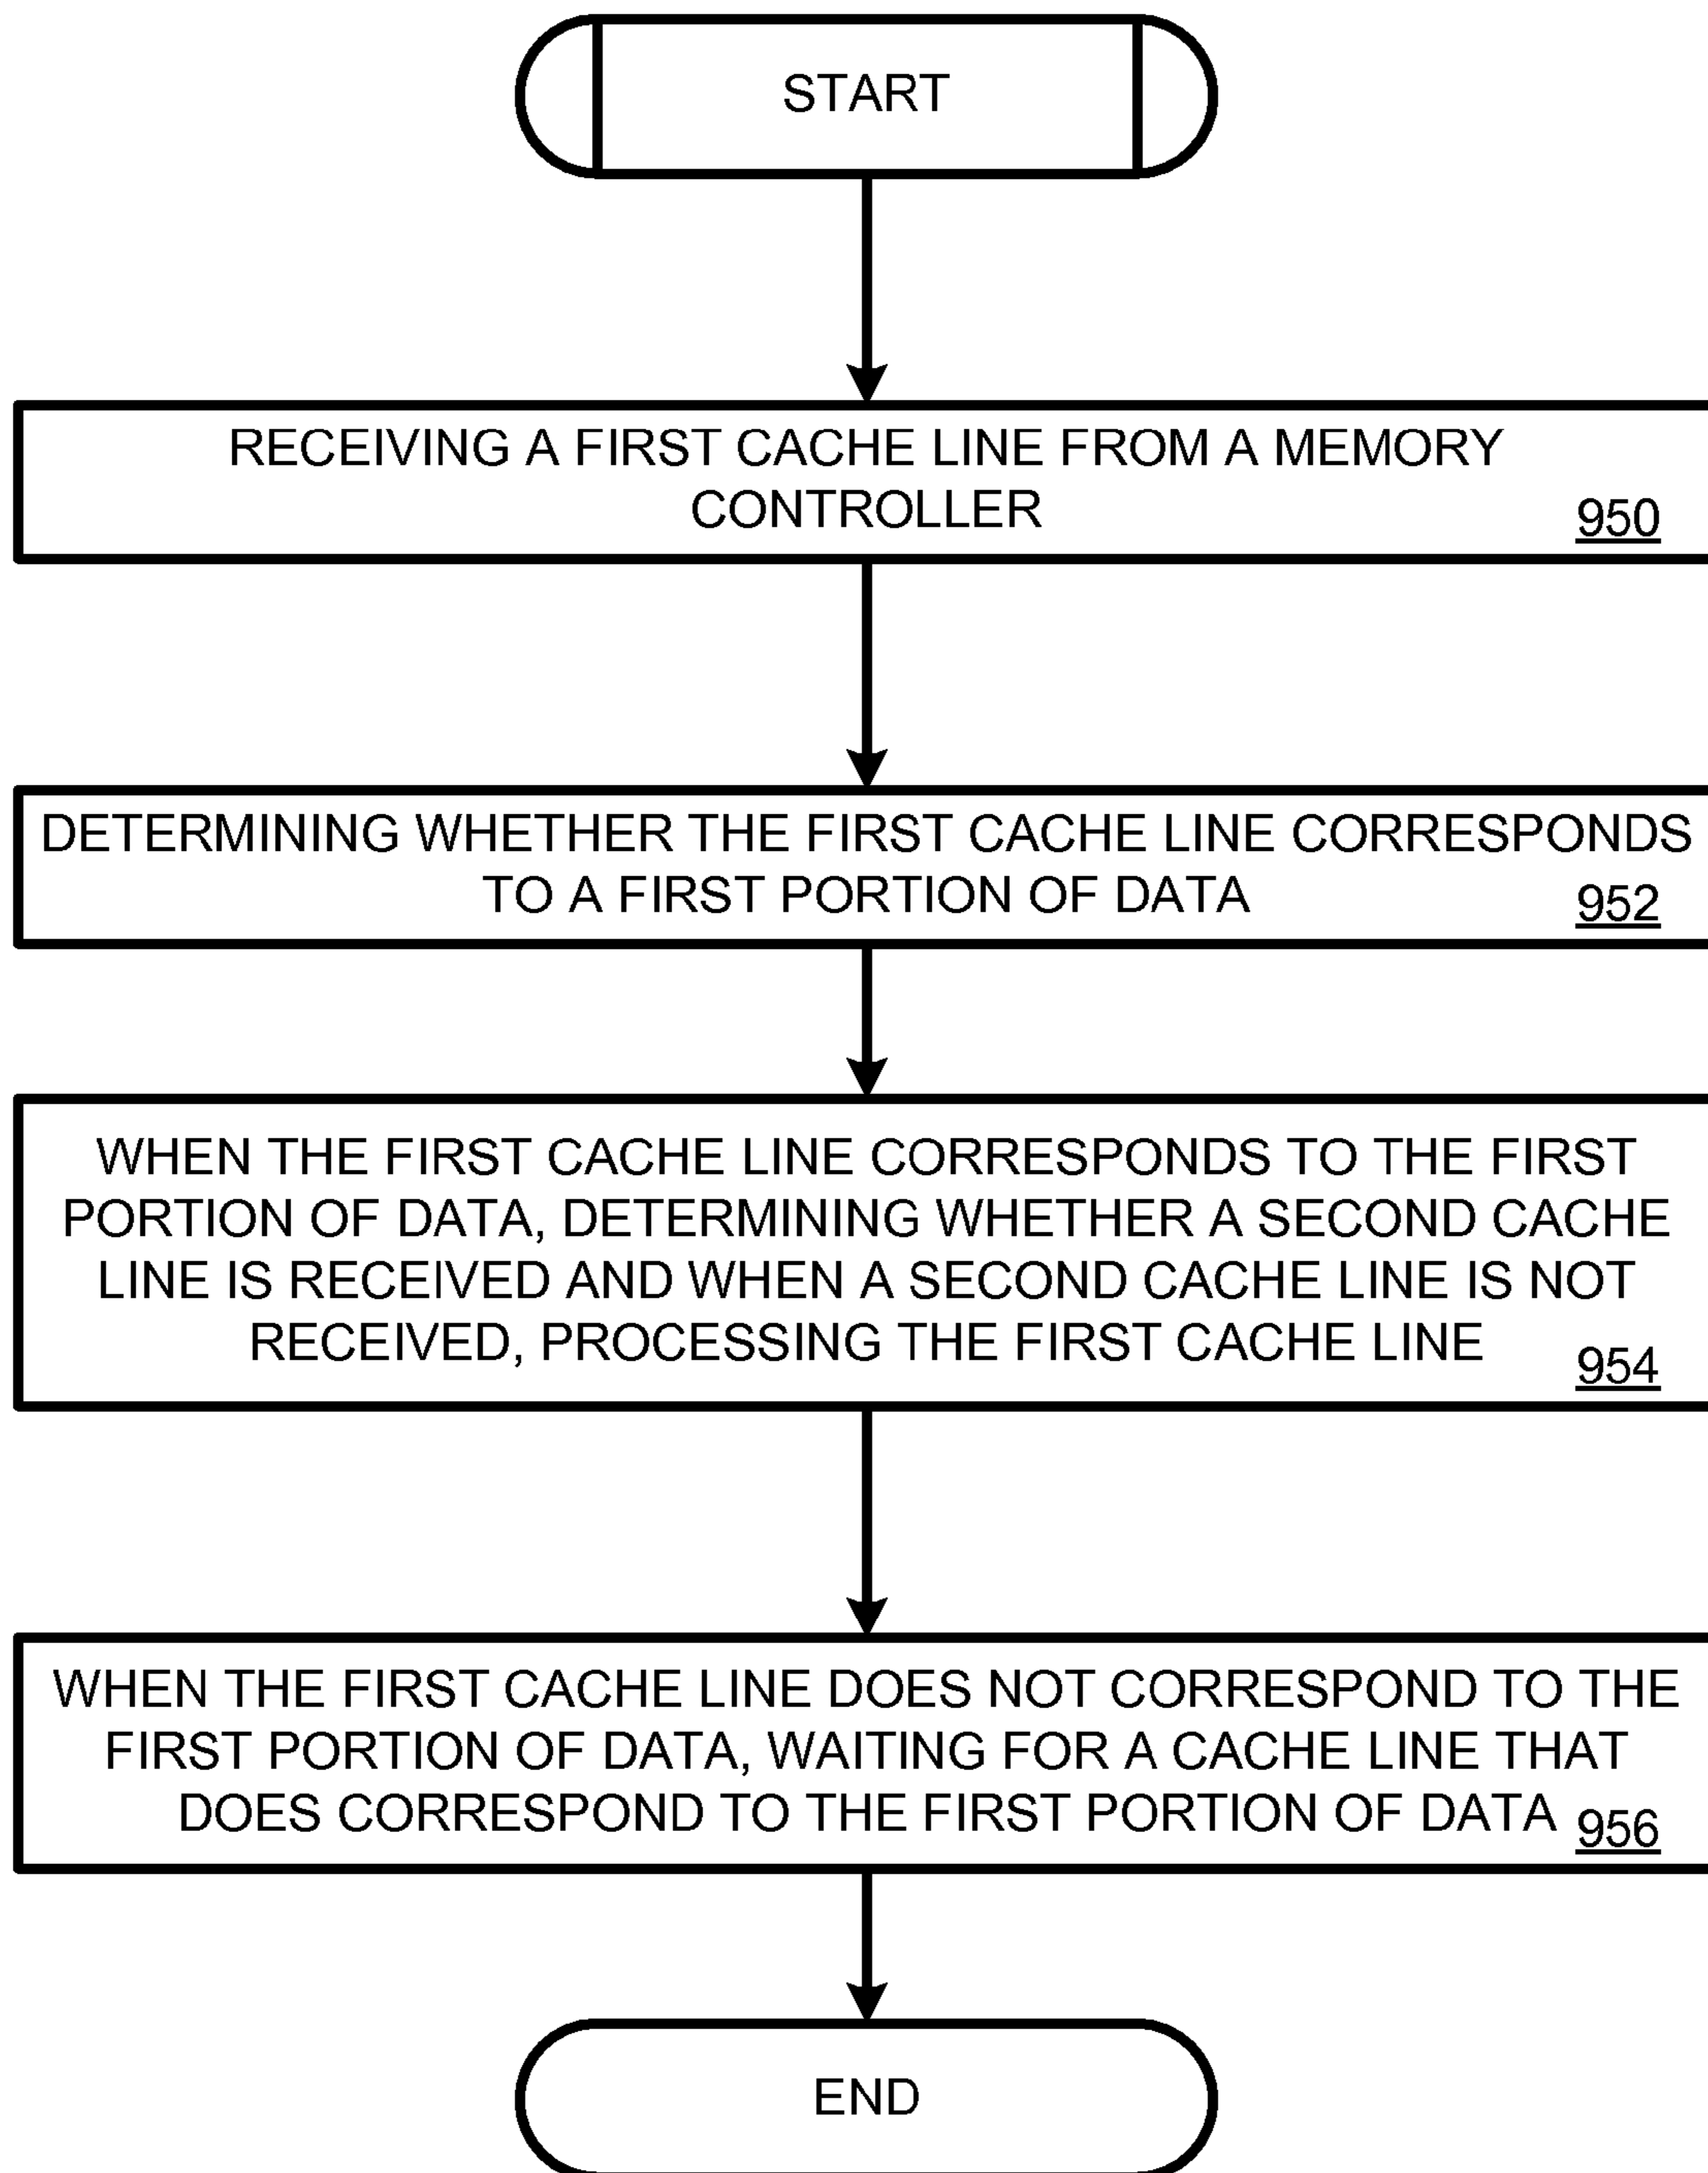 START
RECEIVING A FIRST CACHE LINE FROM A MEMORY
CONTROLLER
950
DETERMINING WHETHER THE FIRST CACHE LINE CORRESPONDS
TO A FIRST PORTION OF DATA
952
WHEN THE FIRST CACHE LINE CORRESPONDS TO THE FIRST
PORTION OF DATA, DETERMINING WHETHER A SECOND CACHE
LINE IS RECEIVED AND WHEN A SECOND CACHE LINE IS NOT
RECEIVED, PROCESSING THE FIRST CACHE LINE
954
WHEN THE FIRST CACHE LINE DOES NOT CORRESPOND TO THE
FIRST PORTION OF DATA, WAITING FOR A CACHE LINE THAT
DOES CORRESPOND TO THE FIRST PORTION OF DATA
956
END